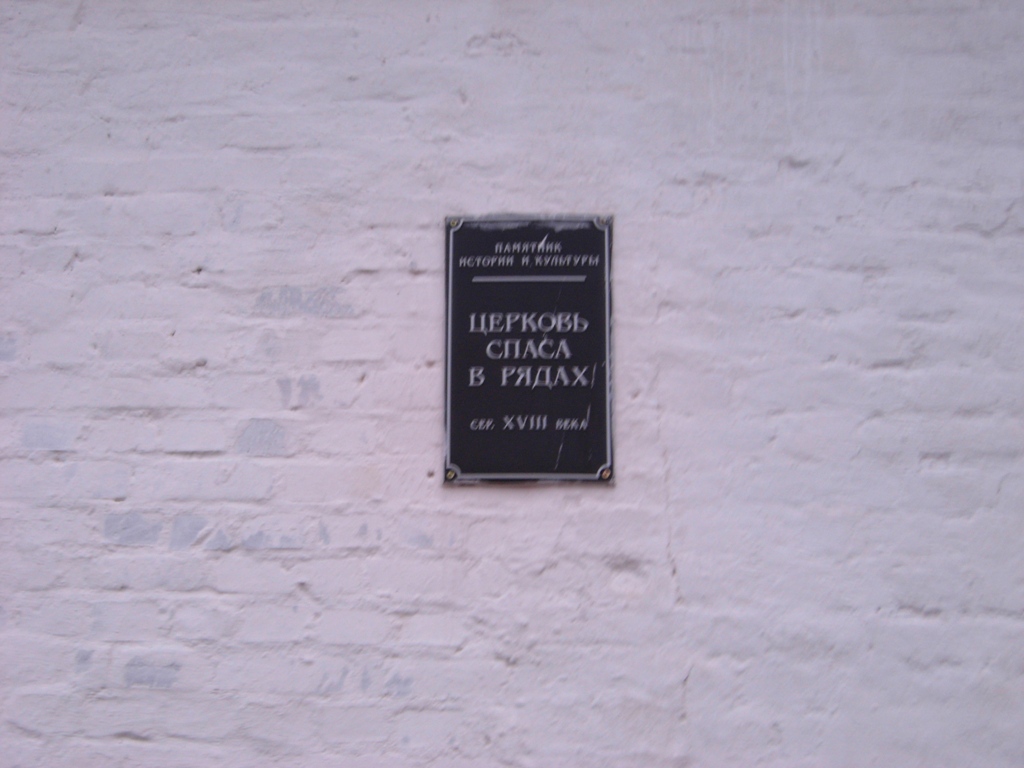 ПАМЯТНИК
ИСТОРИИ И КУЛЬТУРЫ
ЦЕРКОВЬ
СПАСА
В РЯДАХ
СЕР. XVIII ВЕКА